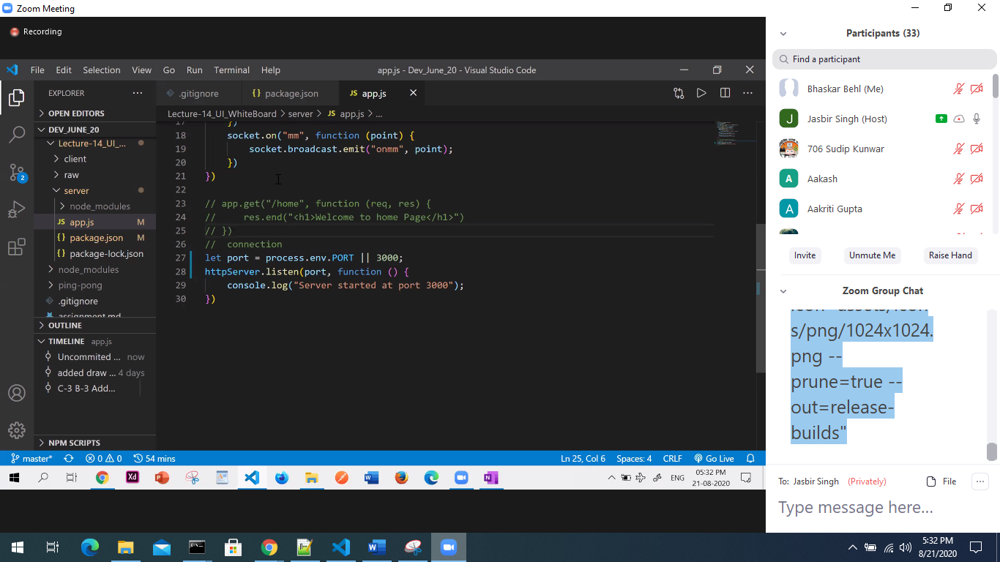 Zoom Meeting
Recording
File Edit Selection View Go Run Terminal Help
app.js - Dev_June_20 - Visual Studio Code
EXPLORER
.gitignore
package.json
app.js
OPEN EDITORS
Lecture-14_UI_WhiteBoard > server > JS app.js > ...
DEV_JUNE_20
Lecture-14_UI_...
client
raw
server
node_modules
JS app.js M
{} package.json M
{} package-lock.json
node_modules
ping-pong
.gitignore
assignment.md
OUTLINE
TIMELINE app.js
Uncommited ... now
added draw ... 4 days
C-3 B-3 Add...
NPM SCRIPTS
17 })
18 socket.on("mm", function (point) {
19 socket.broadcast.emit("onmm", point);
20 })
21 })
22
23 // app.get("/home", function (req, res) {
24 // res.end("<h1>Welcome to home Page</h1>")
25 // })
26 // connection
27 let port = process.env.PORT || 3000;
28 httpServer.listen(port, function () {
29 console.log("Server started at port 3000");
30 })
master* 0 0 54 mins
Ln 25, Col 6 Spaces: 4 CRLF Go Live
ENG
05:32 PM
21-08-2020
Participants (33)
Find a participant
Bhaskar Behl (Me)
J Jasbir Singh (Host)
706 Sudip Kunwar
A Aakash
A Aakriti Gupta
Invite Unmute Me Raise Hand
Zoom Group Chat
s/png/1024x1024.
png --
prune=true --
out=release-
builds"
To: Jasbir Singh (Privately) File
Type message here...
5:32 PM
8/21/2020